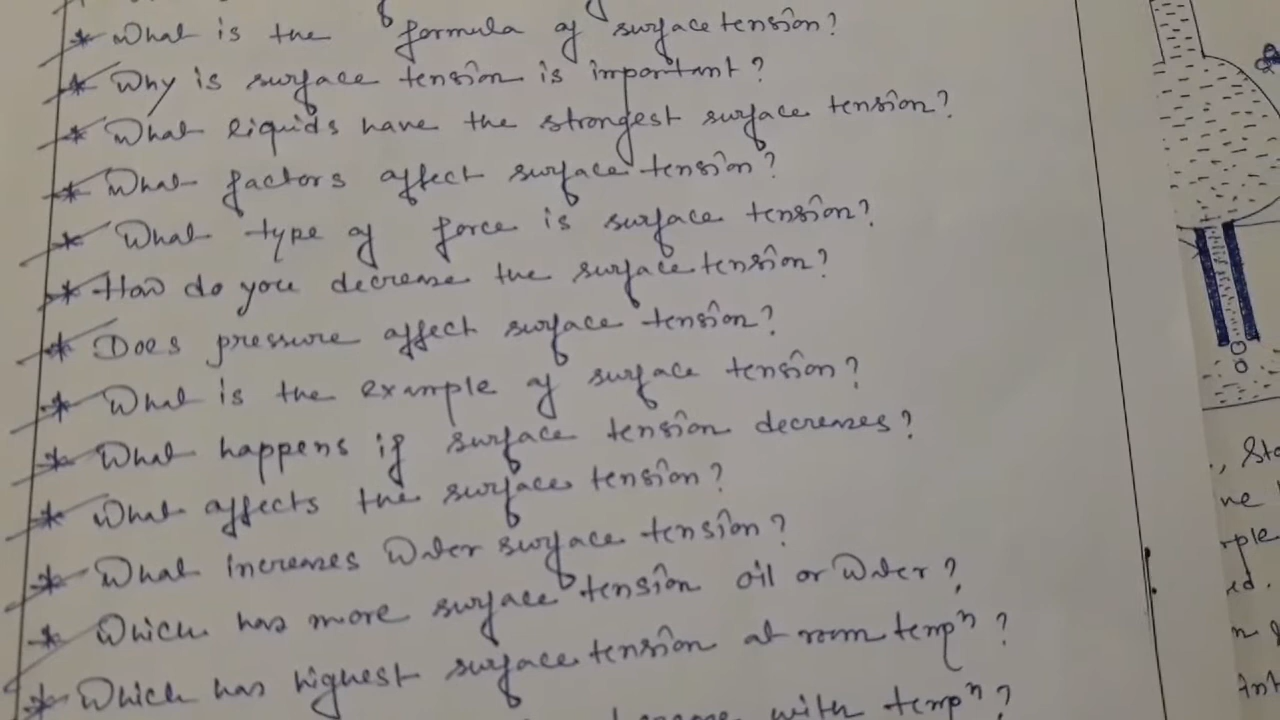 * What is the formula of surface tension?
* Why is surface tension is important?
* What liquids have the strongest surface tension?
* What factors affect surface tension?
* What type of force is surface tension?
* How do you decrease the surface tension?
* Does pressure affect surface tension?
* What is the example of surface tension?
* What happens if surface tension decreases?
* What affects the surface tension?
* What increases Water surface tension?
* Which has more surface tension oil or Water?
* Which has highest surface tension at room tempⁿ?
with tempⁿ?